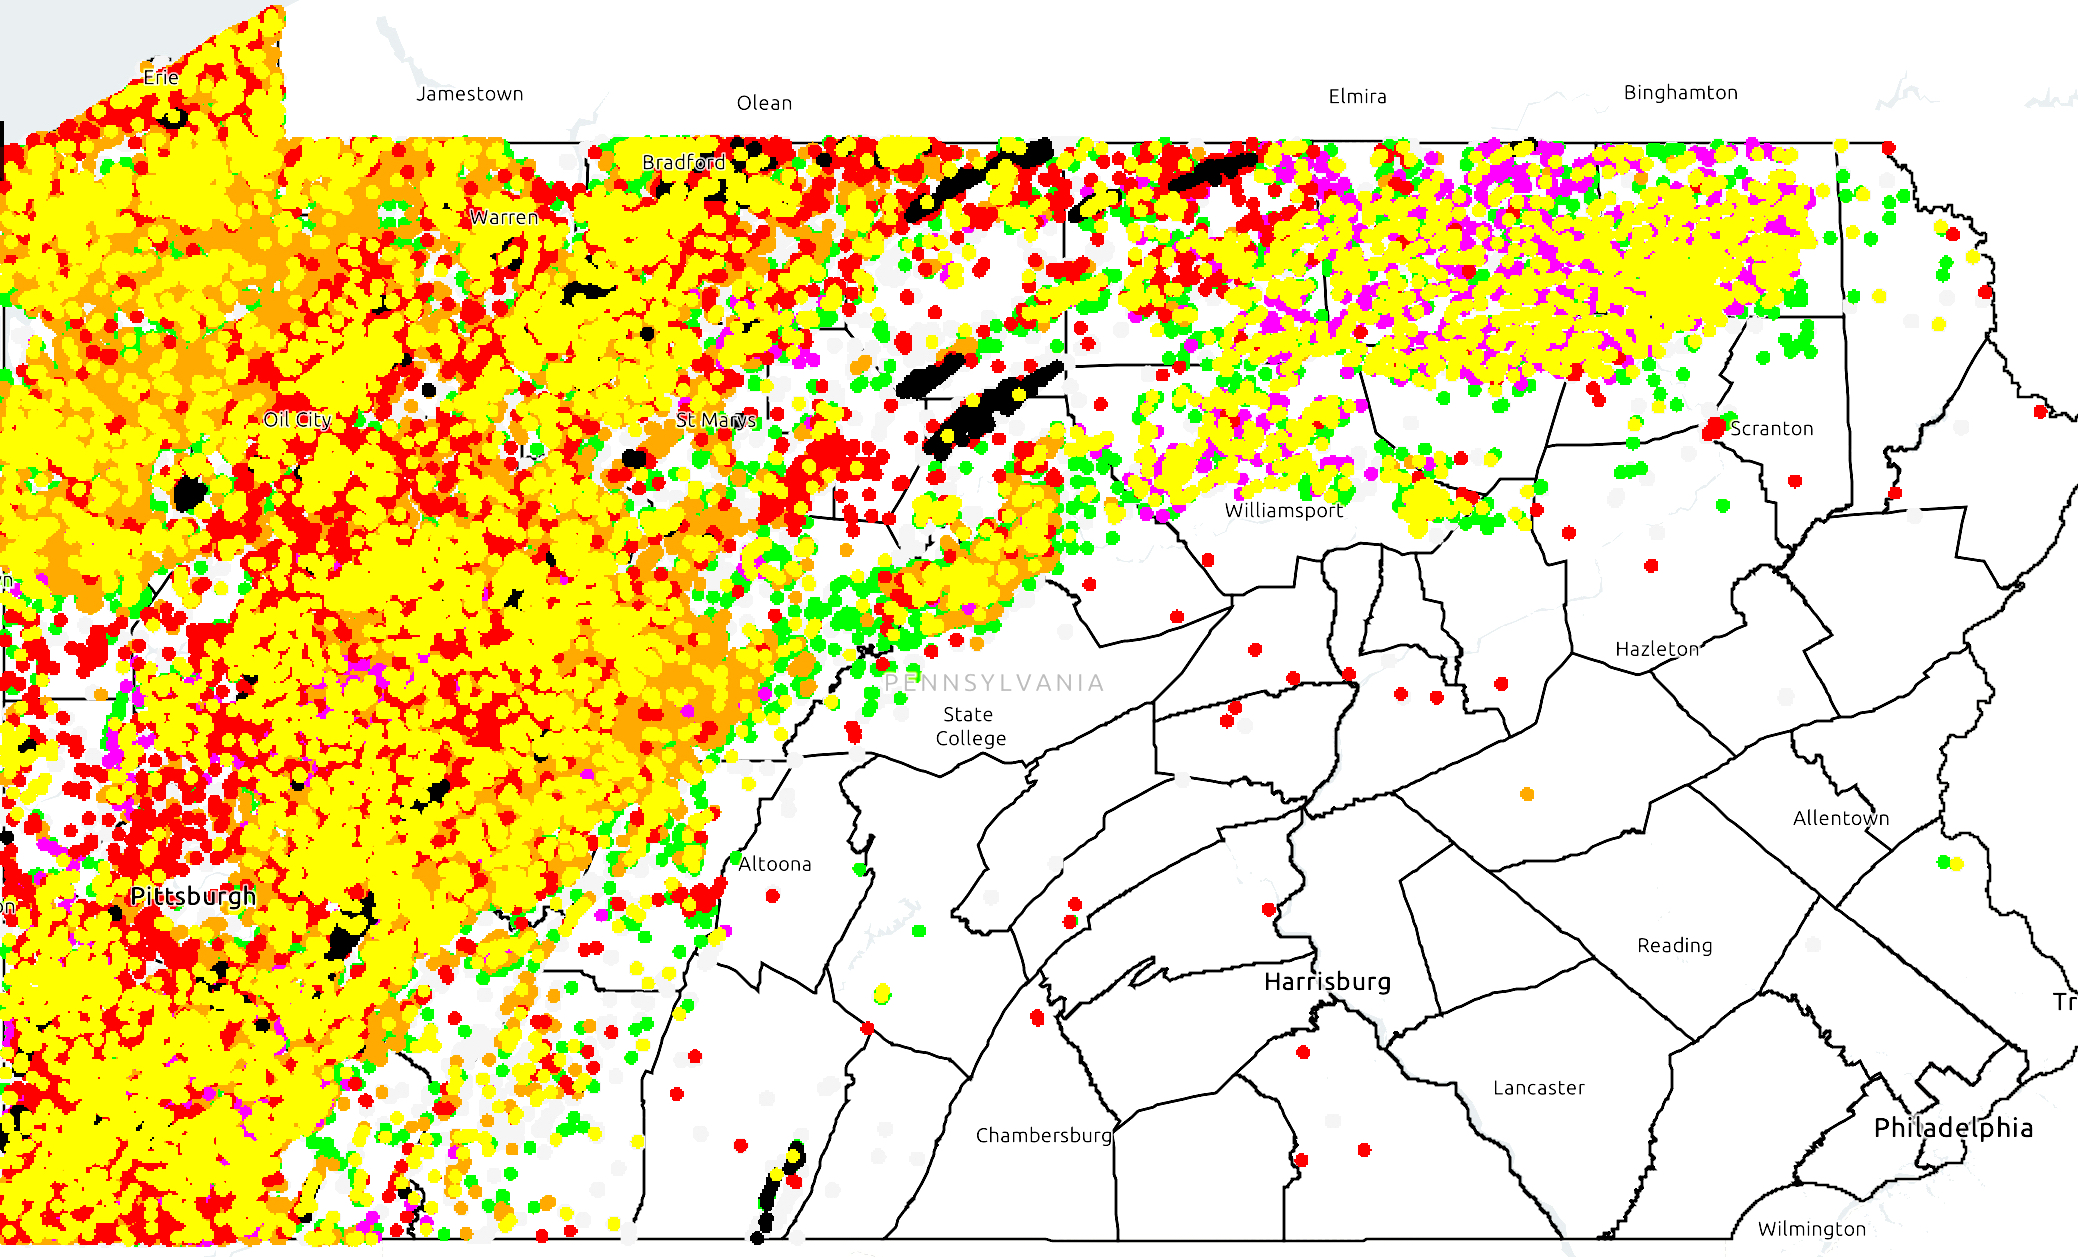 Erie
Jamestown
Olean
Elmira
Binghamton
Bradford
Warren
Oil City
St Marys
Scranton
Williamsport
Hazleton
PENNSYLVANIA
State
College
Allentown
Altoona
Pittsburgh
Reading
Harrisburg
Tr
Lancaster
Chambersburg
Philadelphia
Wilmington